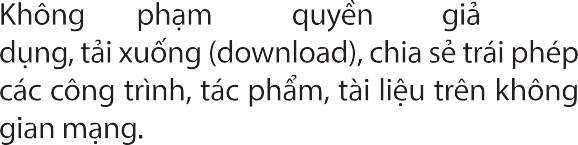 Không phạm quyền giả
dụng, tải xuống (download), chia sẻ trái phép
các công trình, tác phẩm, tài liệu trên không
gian mạng.